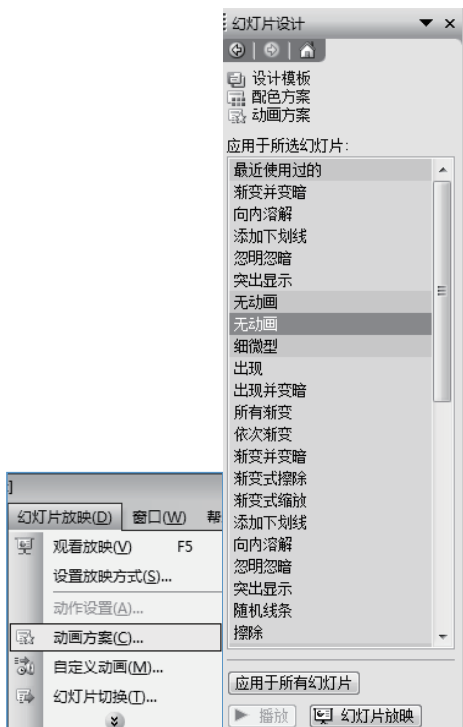 幻灯片设计
设计模板
配色方案
动画方案
应用于所选幻灯片:
最近使用过的
渐变并变暗
向内溶解
添加下划线
忽明忽暗
突出显示
无动画
无动画
细微型
出现
出现并变暗
所有渐变
依次渐变
渐变并变暗
渐变式擦除
渐变式缩放
添加下划线
向内溶解
忽明忽暗
突出显示
随机线条
擦除
应用于所有幻灯片
播放 幻灯片放映
]
幻灯片放映(D) 窗口(W) 帮
观看放映(V) F5
设置放映方式(S)...
动作设置(A)...
动画方案(C)...
自定义动画(M)...
幻灯片切换(T)...